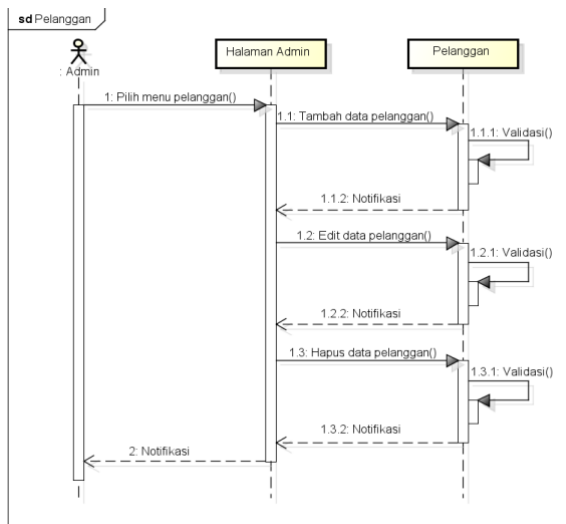 sd Pelanggan
: Admin
Halaman Admin
Pelanggan
1: Pilih menu pelanggan()
1.1: Tambah data pelanggan()
1.1.1: Validasi()
1.1.2: Notifikasi
1.2: Edit data pelanggan()
1.2.1: Validasi()
1.2.2: Notifikasi
1.3: Hapus data pelanggan()
1.3.1: Validasi()
1.3.2: Notifikasi
2: Notifikasi